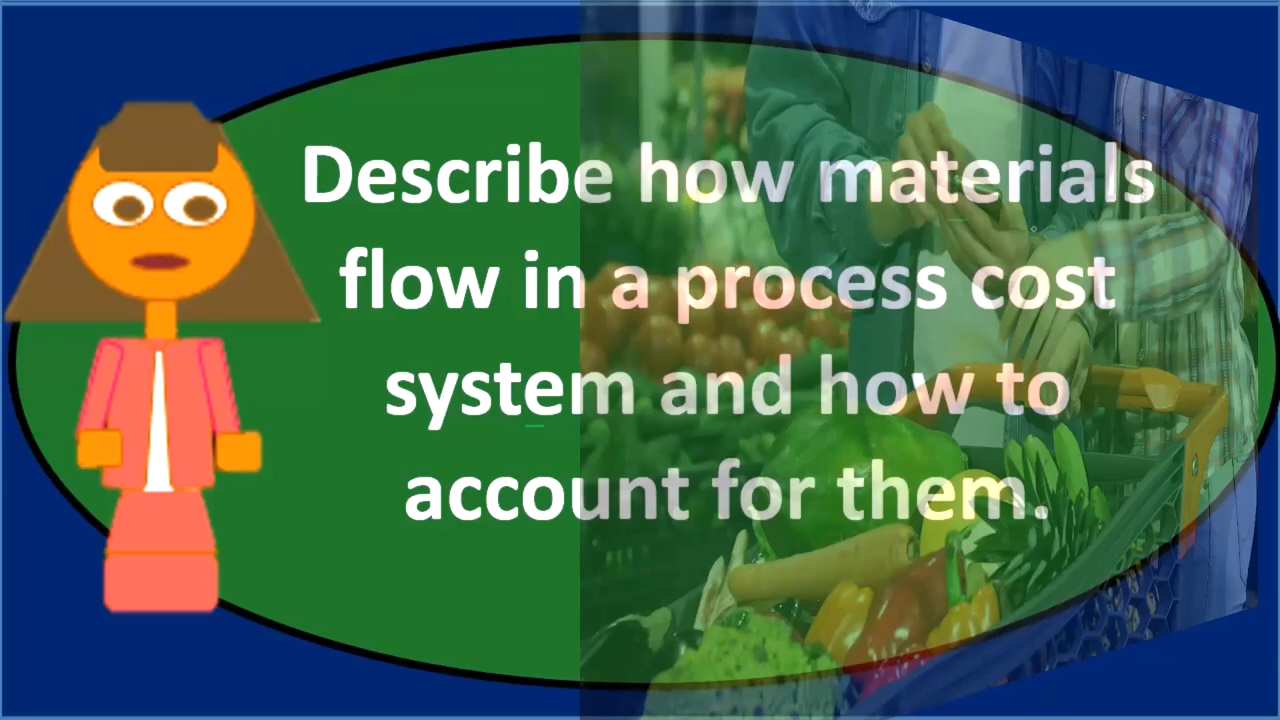 Describe how materials
flow in a process cost
system and how to
account for them.